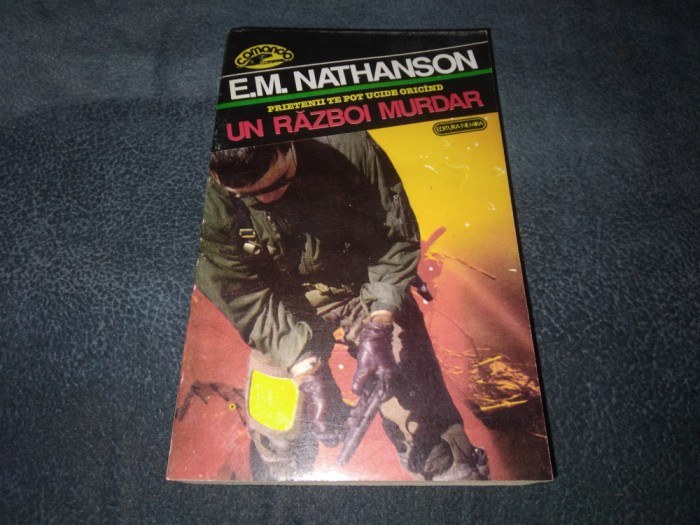 comando
E.M. NATHANSON
PRIETENII TE POT UCIDE ORICÎND
UN RĂZBOI MURDAR
EDITURA NEMIRA